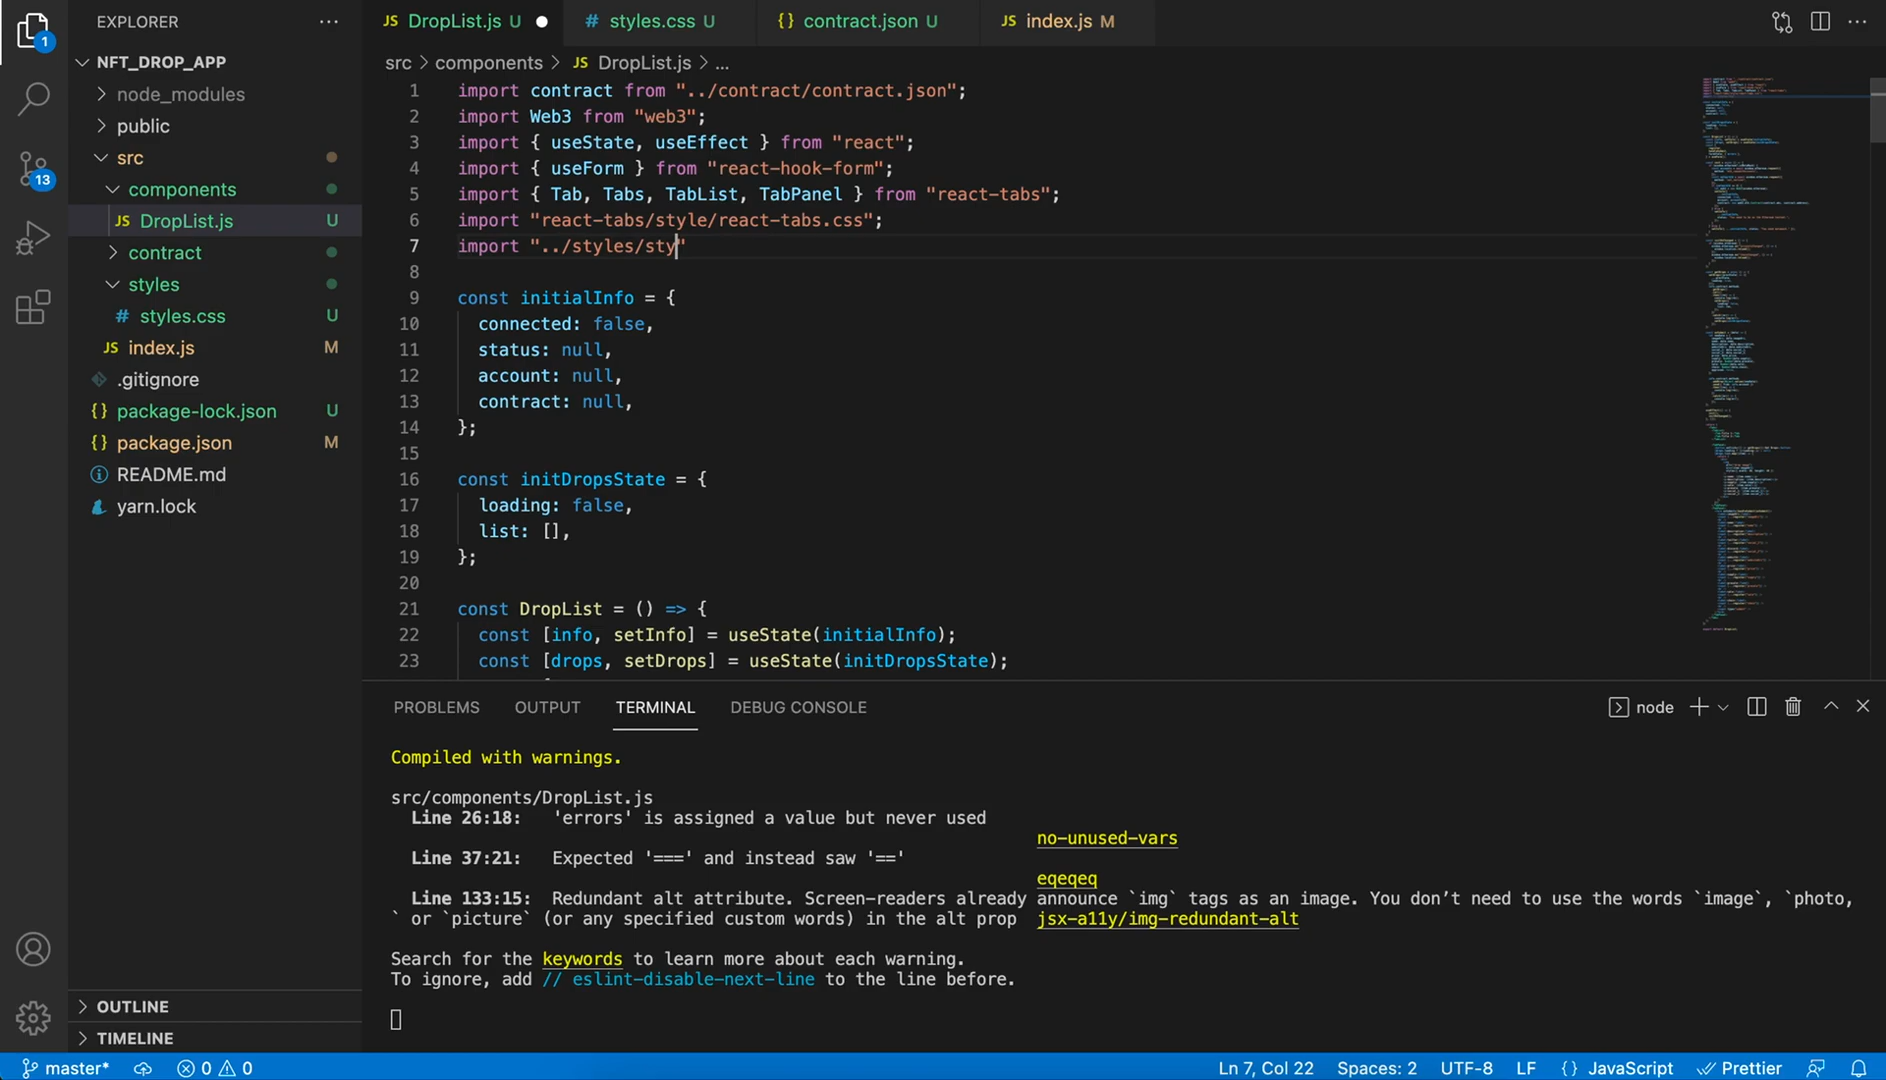 EXPLORER
NFT_DROP_APP
node_modules
public
src
components
JS DropList.js U
contract
styles
# styles.css U
JS index.js M
.gitignore
{} package-lock.json U
{} package.json M
README.md
yarn.lock
OUTLINE
TIMELINE
1
13
JS DropList.js U
# styles.css U
{} contract.json U
JS index.js M
src > components > JS DropList.js > ...
1 import contract from "../contract/contract.json";
2 import Web3 from "web3";
3 import { useState, useEffect } from "react";
4 import { useForm } from "react-hook-form";
5 import { Tab, Tabs, TabList, TabPanel } from "react-tabs";
6 import "react-tabs/style/react-tabs.css";
7 import "../styles/sty"
8
9 const initialInfo = {
10 connected: false,
11 status: null,
12 account: null,
13 contract: null,
14 };
15
16 const initDropsState = {
17 loading: false,
18 list: [],
19 };
20
21 const DropList = () => {
22 const [info, setInfo] = useState(initialInfo);
23 const [drops, setDrops] = useState(initDropsState);
PROBLEMS OUTPUT TERMINAL DEBUG CONSOLE
node
Compiled with warnings.
src/components/DropList.js
Line 26:18: 'errors' is assigned a value but never used
no-unused-vars
Line 37:21: Expected '===' and instead saw '=='
eqeqeq
Line 133:15: Redundant alt attribute. Screen-readers already announce `img` tags as an image. You don’t need to use the words `image`, `photo,
` or `picture` (or any specified custom words) in the alt prop jsx-a11y/img-redundant-alt
Search for the keywords to learn more about each warning.
To ignore, add // eslint-disable-next-line to the line before.
master* 0 0
Ln 7, Col 22 Spaces: 2 UTF-8 LF {} JavaScript Prettier